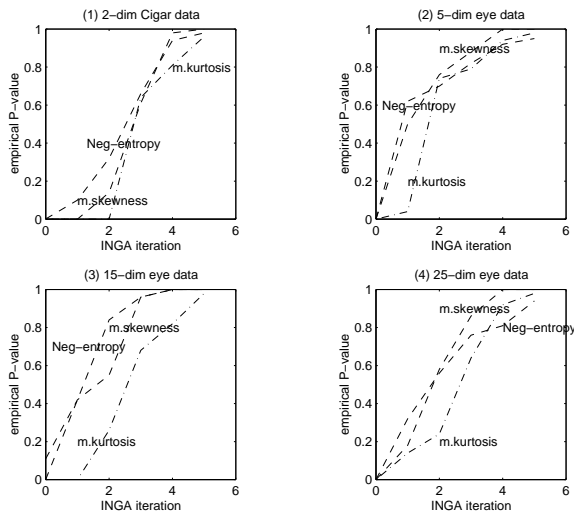 (1) 2−dim Cigar data
1
0.8
0.6
0.4
0.2
0
0
2
4
6
empirical P−value
INGA iteration
m.kurtosis
Neg−entropy
m.skewness
(2) 5−dim eye data
1
0.8
0.6
0.4
0.2
0
0
2
4
6
empirical P−value
INGA iteration
m.skewness
Neg−entropy
m.kurtosis
(3) 15−dim eye data
1
0.8
0.6
0.4
0.2
0
0
2
4
6
empirical P−value
INGA iteration
m.skewness
Neg−entropy
m.kurtosis
(4) 25−dim eye data
1
0.8
0.6
0.4
0.2
0
0
2
4
6
empirical P−value
INGA iteration
m.skewness
Neg−entropy
m.kurtosis